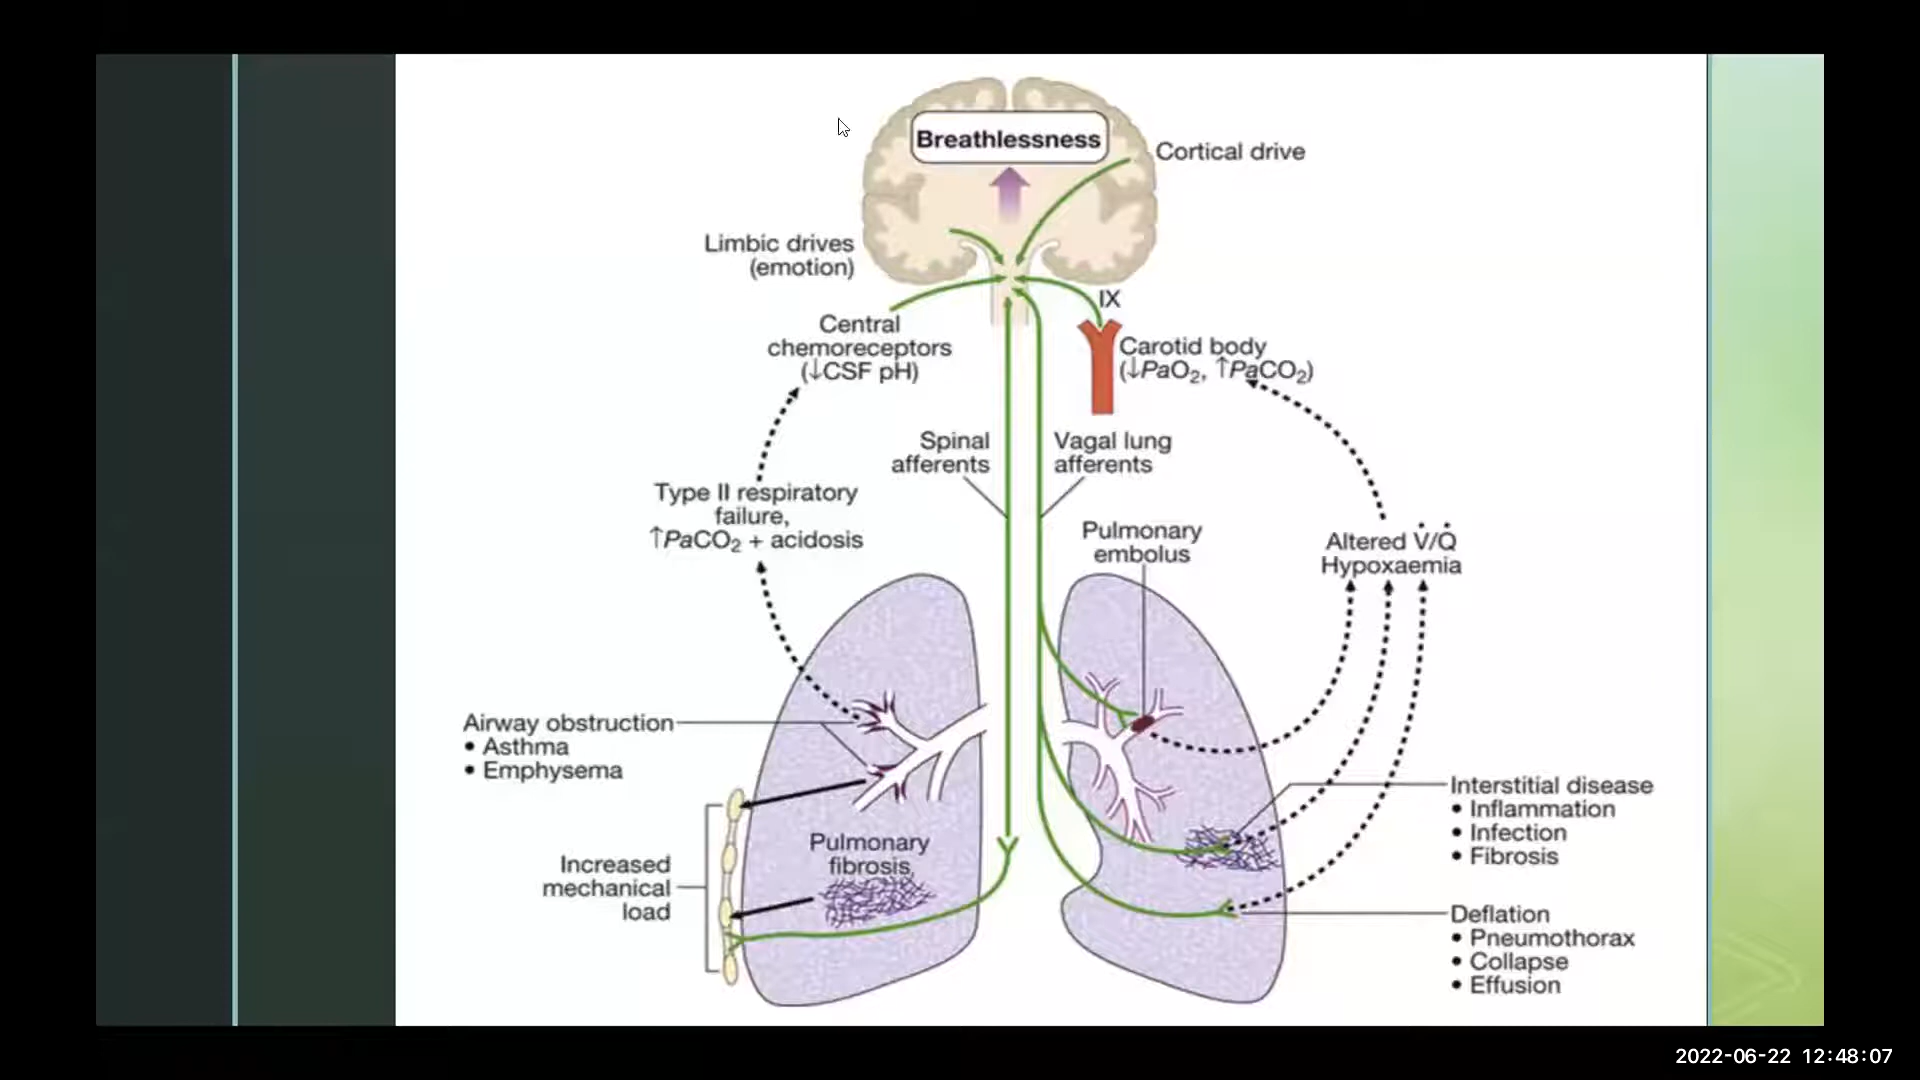 Breathlessness
Cortical drive
Limbic drives
(emotion)
IX
Central
chemoreceptors
(↓CSF pH)
Carotid body
(↓PaO₂, ↑PaCO₂)
Spinal
afferents
Vagal lung
afferents
Type II respiratory
failure,
↑PaCO₂ + acidosis
Pulmonary
embolus
Altered V̇/Q̇
Hypoxaemia
Airway obstruction
• Asthma
• Emphysema
Interstitial disease
• Inflammation
• Infection
• Fibrosis
Pulmonary
fibrosis
Increased
mechanical
load
Deflation
• Pneumothorax
• Collapse
• Effusion
2022-06-22 12:48:07